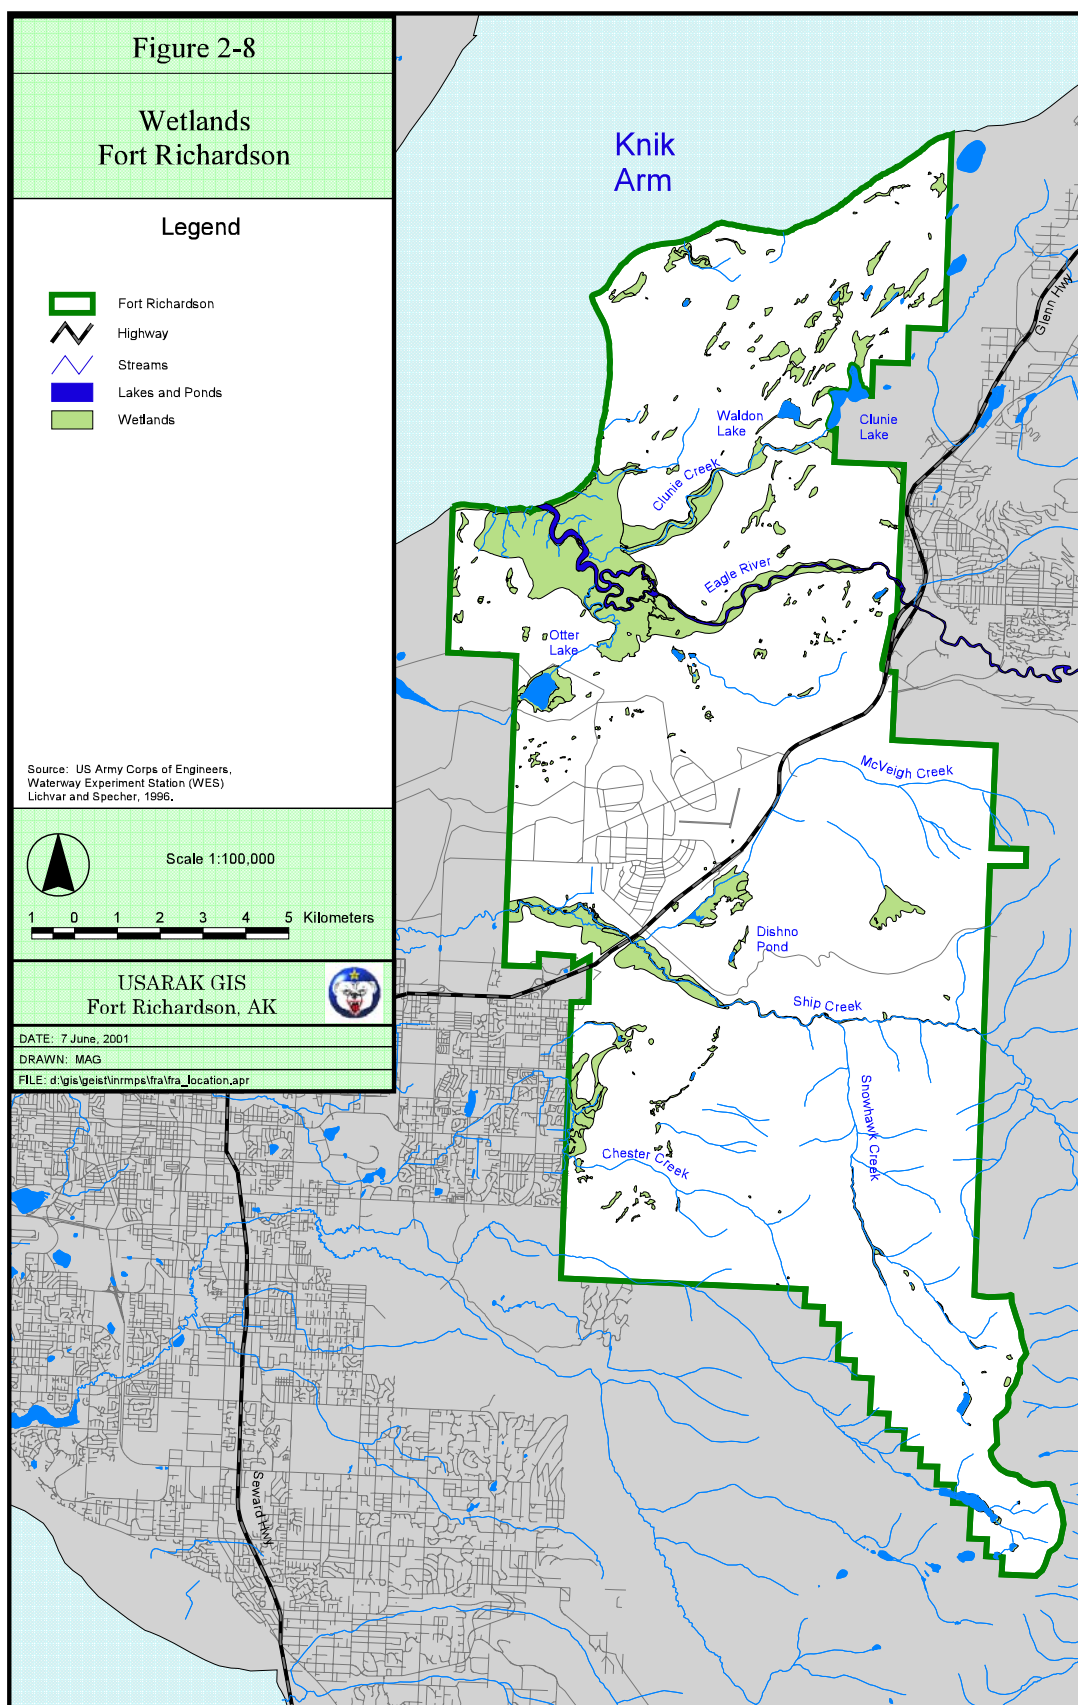 Figure 2-8
Wetlands
Fort Richardson
Legend
Fort Richardson
Highway
Streams
Lakes and Ponds
Wetlands
Source: US Army Corps of Engineers,
Waterway Experiment Station (WES)
Lichvar and Specher, 1996.
Scale 1:100,000
1 0 1 2 3 4 5 Kilometers
USARAK GIS
Fort Richardson, AK
DATE: 7 June, 2001
DRAWN: MAG
FILE: d:\gis\geist\inrmps\fra\fra_location.apr
Knik
Arm
Glenn Hwy
Waldon
Lake
Clunie
Lake
Clunie Creek
Eagle River
Otter
Lake
McVeigh Creek
Dishno
Pond
Ship Creek
Snowhawk Creek
Chester Creek
Seward Hwy